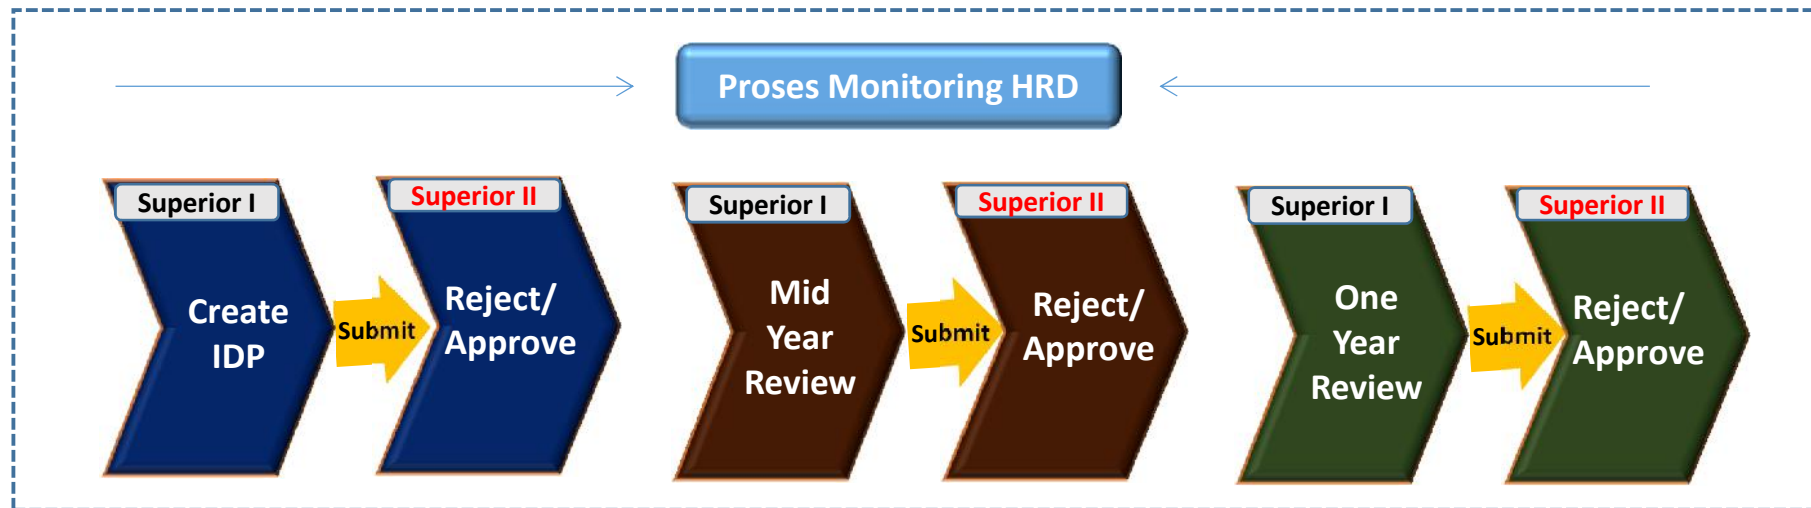 Proses Monitoring HRD
Superior I
Create
IDP
Submit
Superior II
Reject/
Approve
Superior I
Mid
Year
Review
Submit
Superior II
Reject/
Approve
Superior I
One
Year
Review
Submit
Superior II
Reject/
Approve